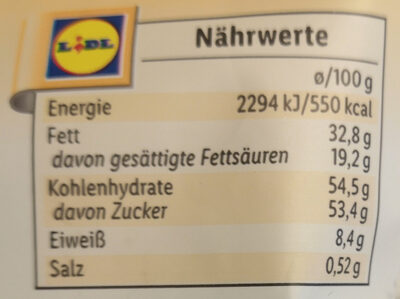 LiDL
Nährwerte
ø/100 g
Energie 2294 kJ/550 kcal
Fett 32,8 g
davon gesättigte Fettsäuren 19,2 g
Kohlenhydrate 54,5 g
davon Zucker 53,4 g
Eiweiß 8,4 g
Salz 0,52 g